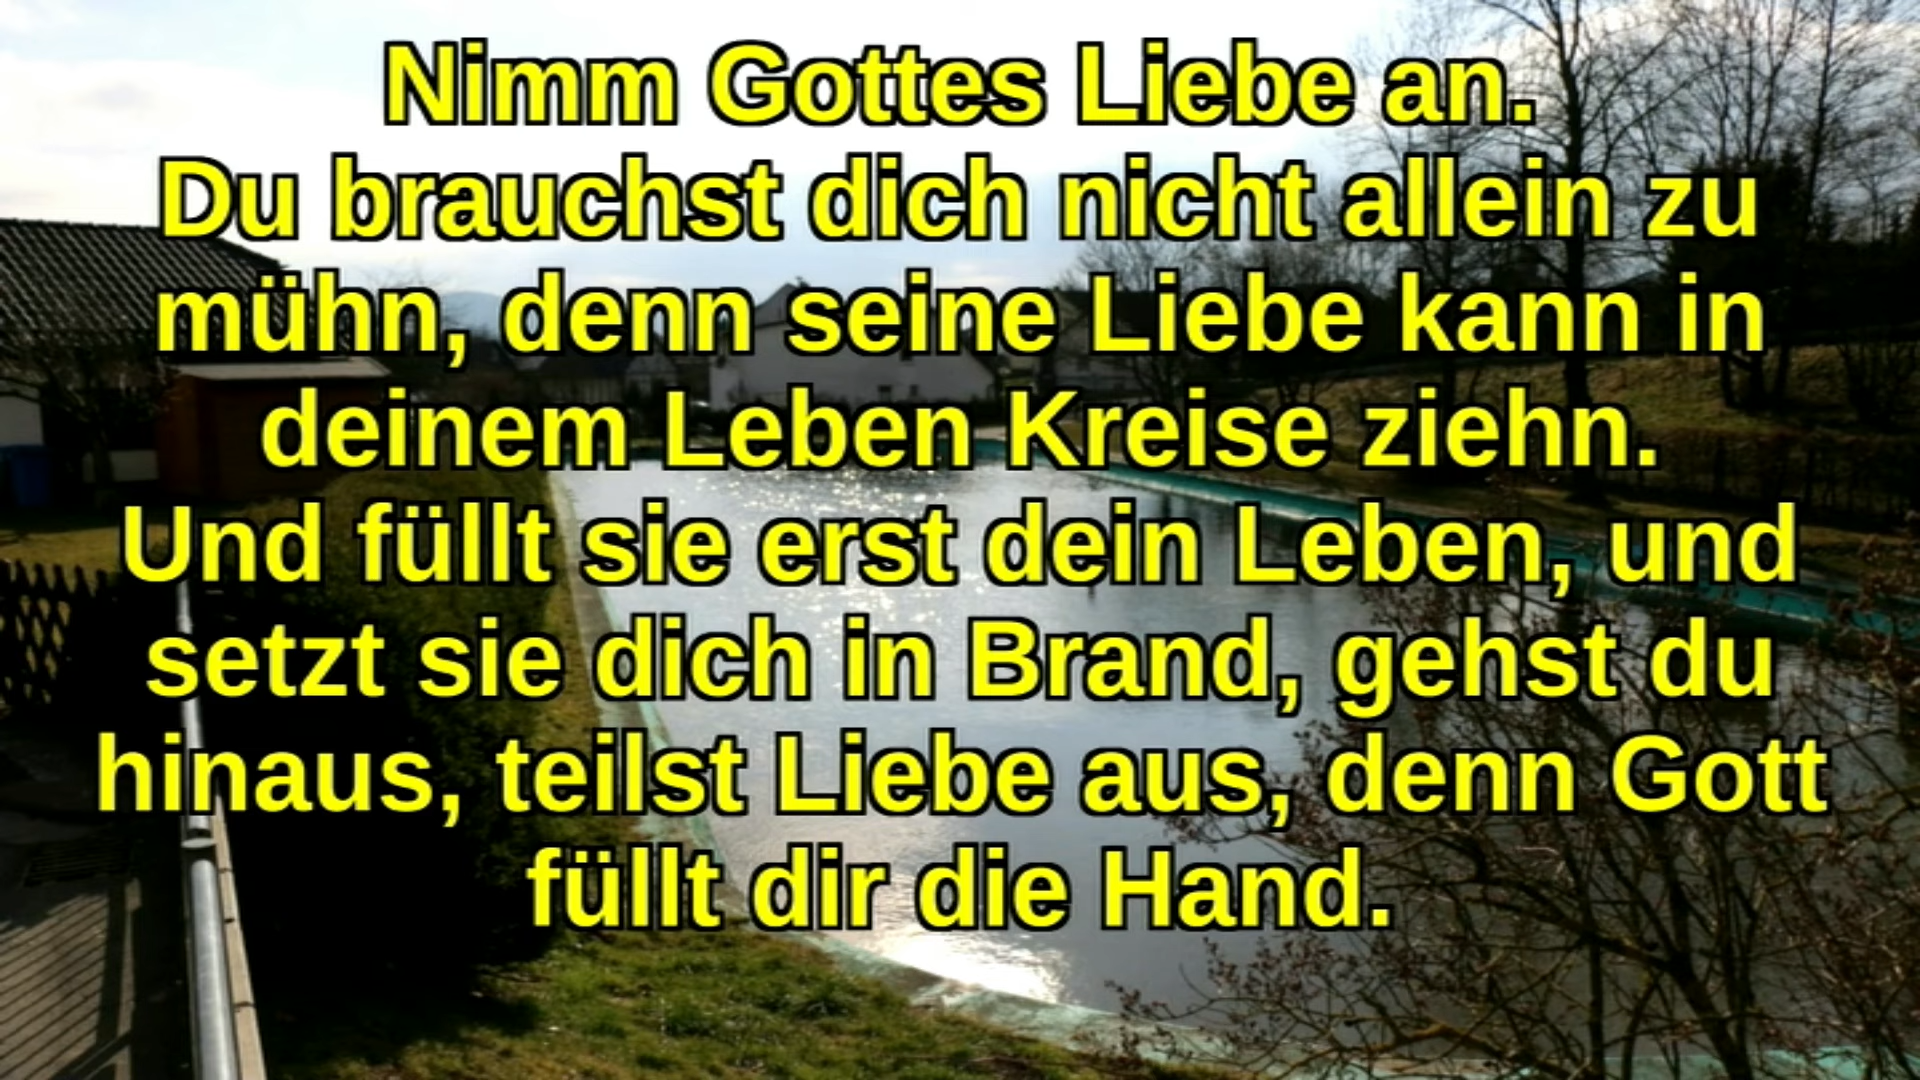 Nimm Gottes Liebe an.
Du brauchst dich nicht allein zu
mühn, denn seine Liebe kann in
deinem Leben Kreise ziehn.
Und füllt sie erst dein Leben, und
setzt sie dich in Brand, gehst du
hinaus, teilst Liebe aus, denn Gott
füllt dir die Hand.